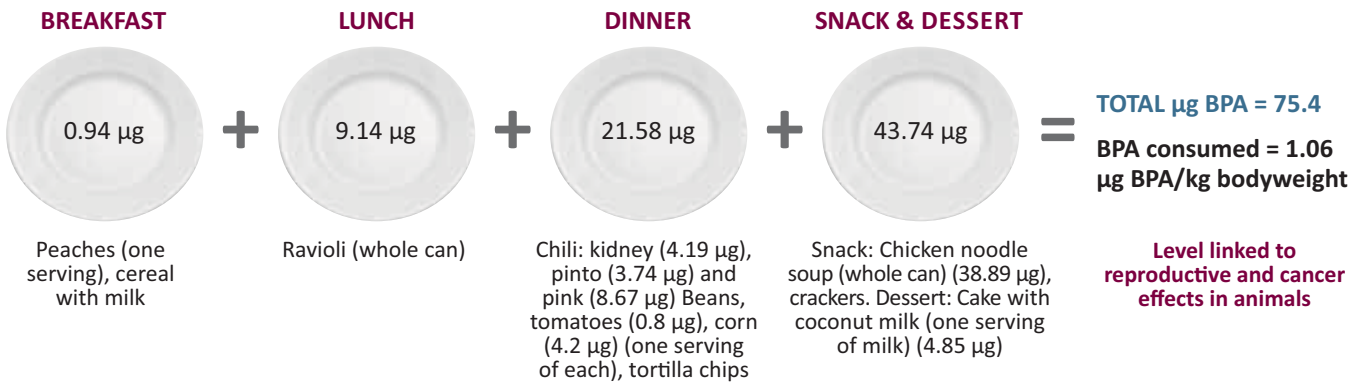 BREAKFAST
LUNCH
DINNER
SNACK & DESSERT
0.94 µg
+
9.14 µg
+
21.58 µg
+
43.74 µg
=
TOTAL µg BPA = 75.4
BPA consumed = 1.06
µg BPA/kg bodyweight
Peaches (one
serving), cereal
with milk
Ravioli (whole can)
Chili: kidney (4.19 µg),
pinto (3.74 µg) and
pink (8.67 µg) Beans,
tomatoes (0.8 µg), corn
(4.2 µg) (one serving
of each), tortilla chips
Snack: Chicken noodle
soup (whole can) (38.89 µg),
crackers. Dessert: Cake with
coconut milk (one serving
of milk) (4.85 µg)
Level linked to
reproductive and cancer
effects in animals